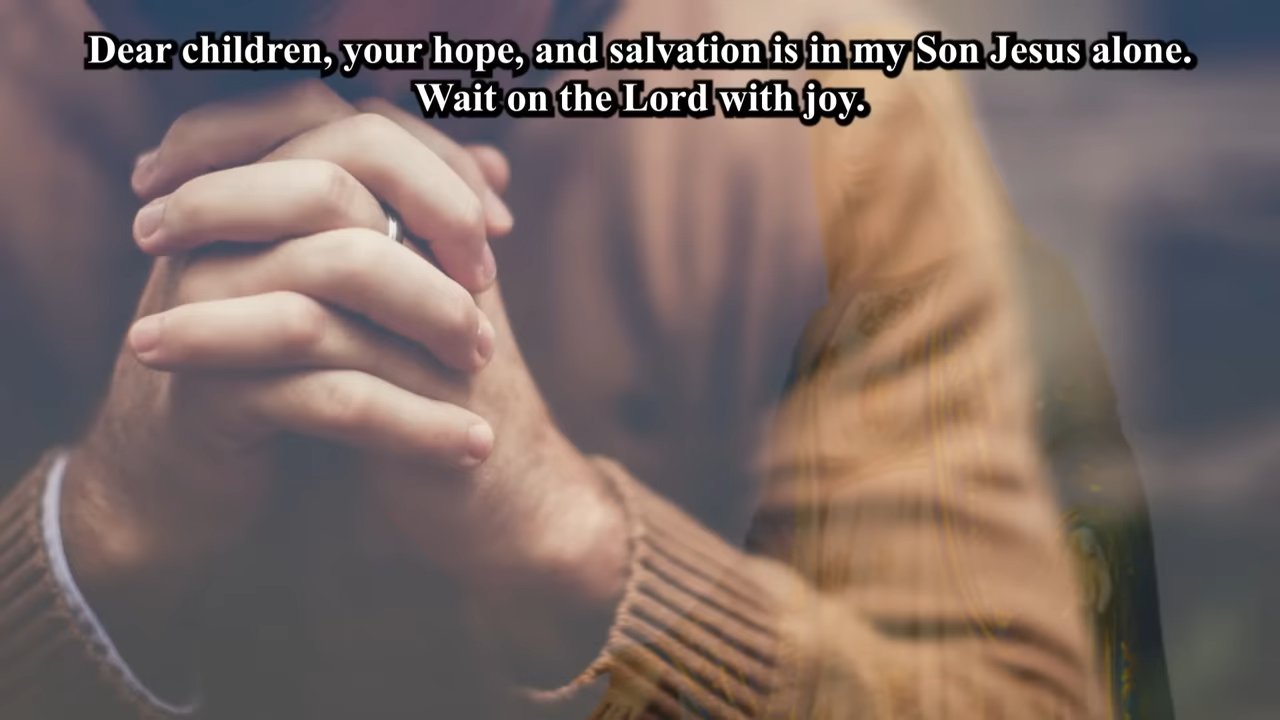 Dear children, your hope, and salvation is in my Son Jesus alone.
Wait on the Lord with joy.